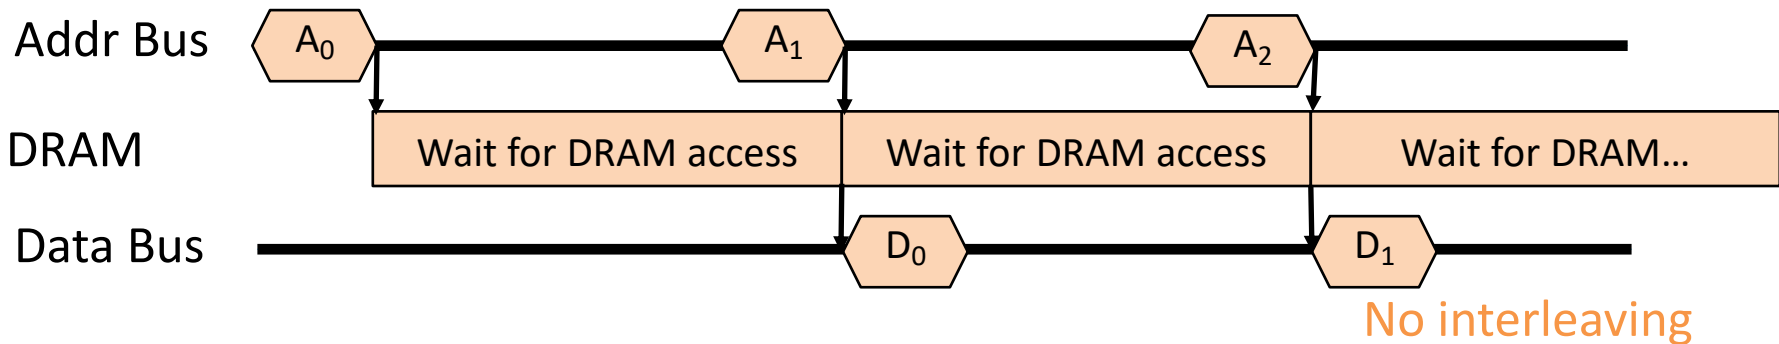 Addr Bus A₀ A₁ A₂
DRAM Wait for DRAM access Wait for DRAM access Wait for DRAM…
Data Bus D₀ D₁
No interleaving